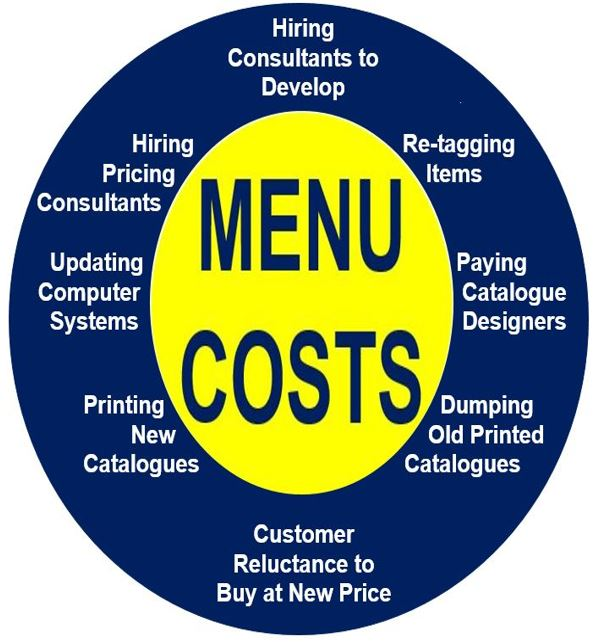 Hiring
Consultants to
Develop
Hiring
Pricing
Consultants
Re-tagging
Items
MENU
COSTS
Updating
Computer
Systems
Paying
Catalogue
Designers
Printing
New
Catalogues
Dumping
Old Printed
Catalogues
Customer
Reluctance to
Buy at New Price